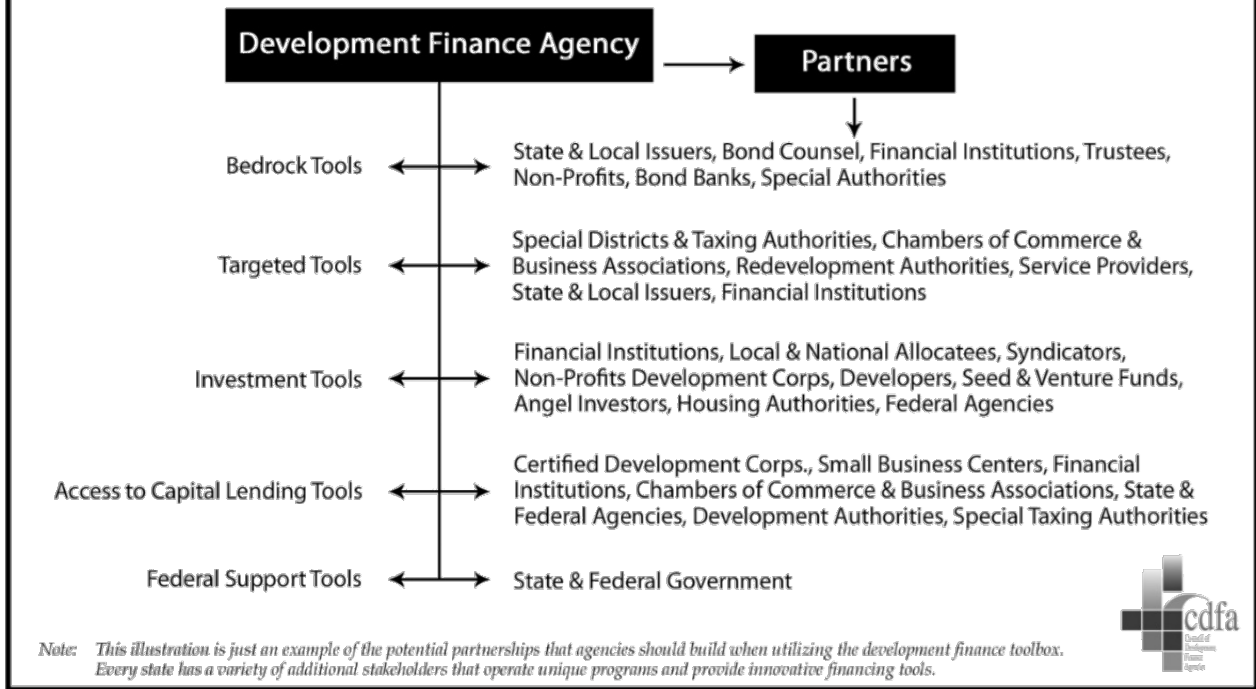 Development Finance Agency
Partners
Bedrock Tools
State & Local Issuers, Bond Counsel, Financial Institutions, Trustees,
Non-Profits, Bond Banks, Special Authorities
Targeted Tools
Special Districts & Taxing Authorities, Chambers of Commerce &
Business Associations, Redevelopment Authorities, Service Providers,
State & Local Issuers, Financial Institutions
Investment Tools
Financial Institutions, Local & National Allocatees, Syndicators,
Non-Profits Development Corps, Developers, Seed & Venture Funds,
Angel Investors, Housing Authorities, Federal Agencies
Access to Capital Lending Tools
Certified Development Corps., Small Business Centers, Financial
Institutions, Chambers of Commerce & Business Associations, State &
Federal Agencies, Development Authorities, Special Taxing Authorities
Federal Support Tools
State & Federal Government
cdfa
Council of
Development
Finance
Agencies
Note: This illustration is just an example of the potential partnerships that agencies should build when utilizing the development finance toolbox.
Every state has a variety of additional stakeholders that operate unique programs and provide innovative financing tools.